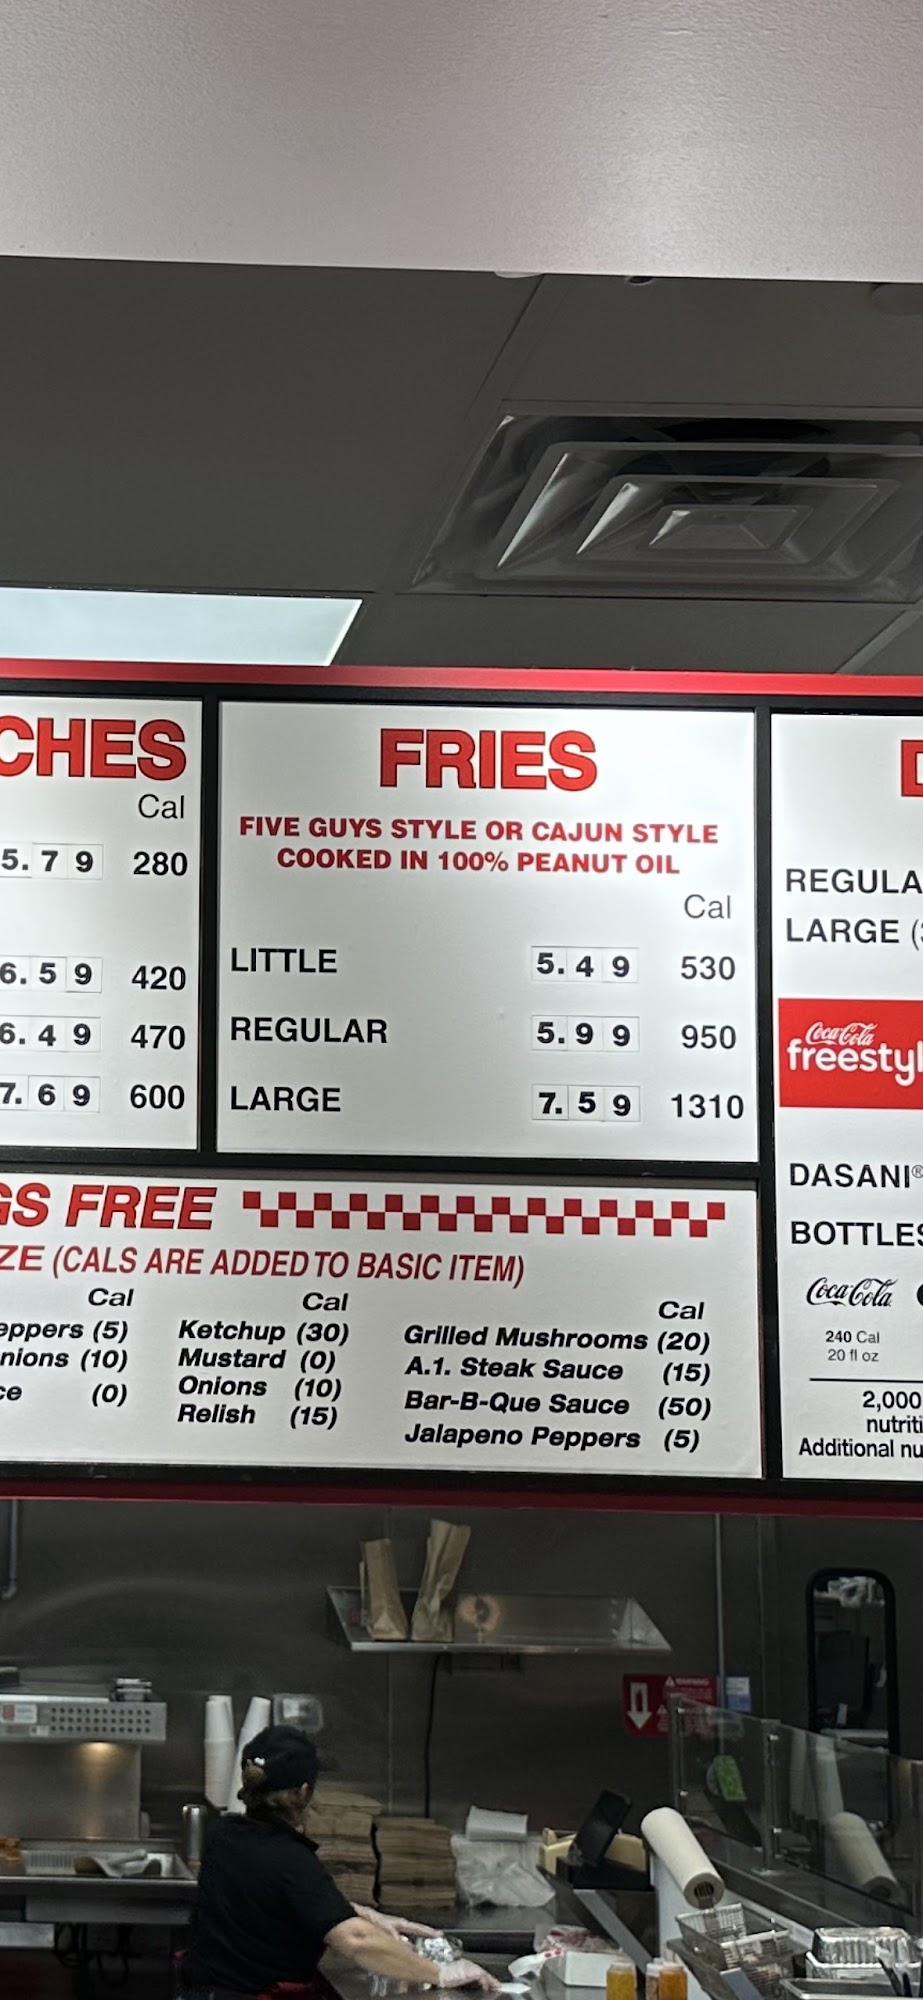 CHES
Cal
5.79 280
6.59 420
6.49 470
7.69 600
FRIES
FIVE GUYS STYLE OR CAJUN STYLE
COOKED IN 100% PEANUT OIL
Cal
LITTLE 5.49 530
REGULAR 5.99 950
LARGE 7.59 1310
GS FREE
ZE (CALS ARE ADDED TO BASIC ITEM)
Cal
eppers (5)
nions (10)
ce (0)
Cal
Ketchup (30)
Mustard (0)
Onions (10)
Relish (15)
Cal
Grilled Mushrooms (20)
A.1. Steak Sauce (15)
Bar-B-Que Sauce (50)
Jalapeno Peppers (5)
REGULA
LARGE (
Coca-Cola
freestyl
DASANI®
BOTTLES
Coca-Cola
240 Cal
20 fl oz
2,000
nutriti
Additional nu